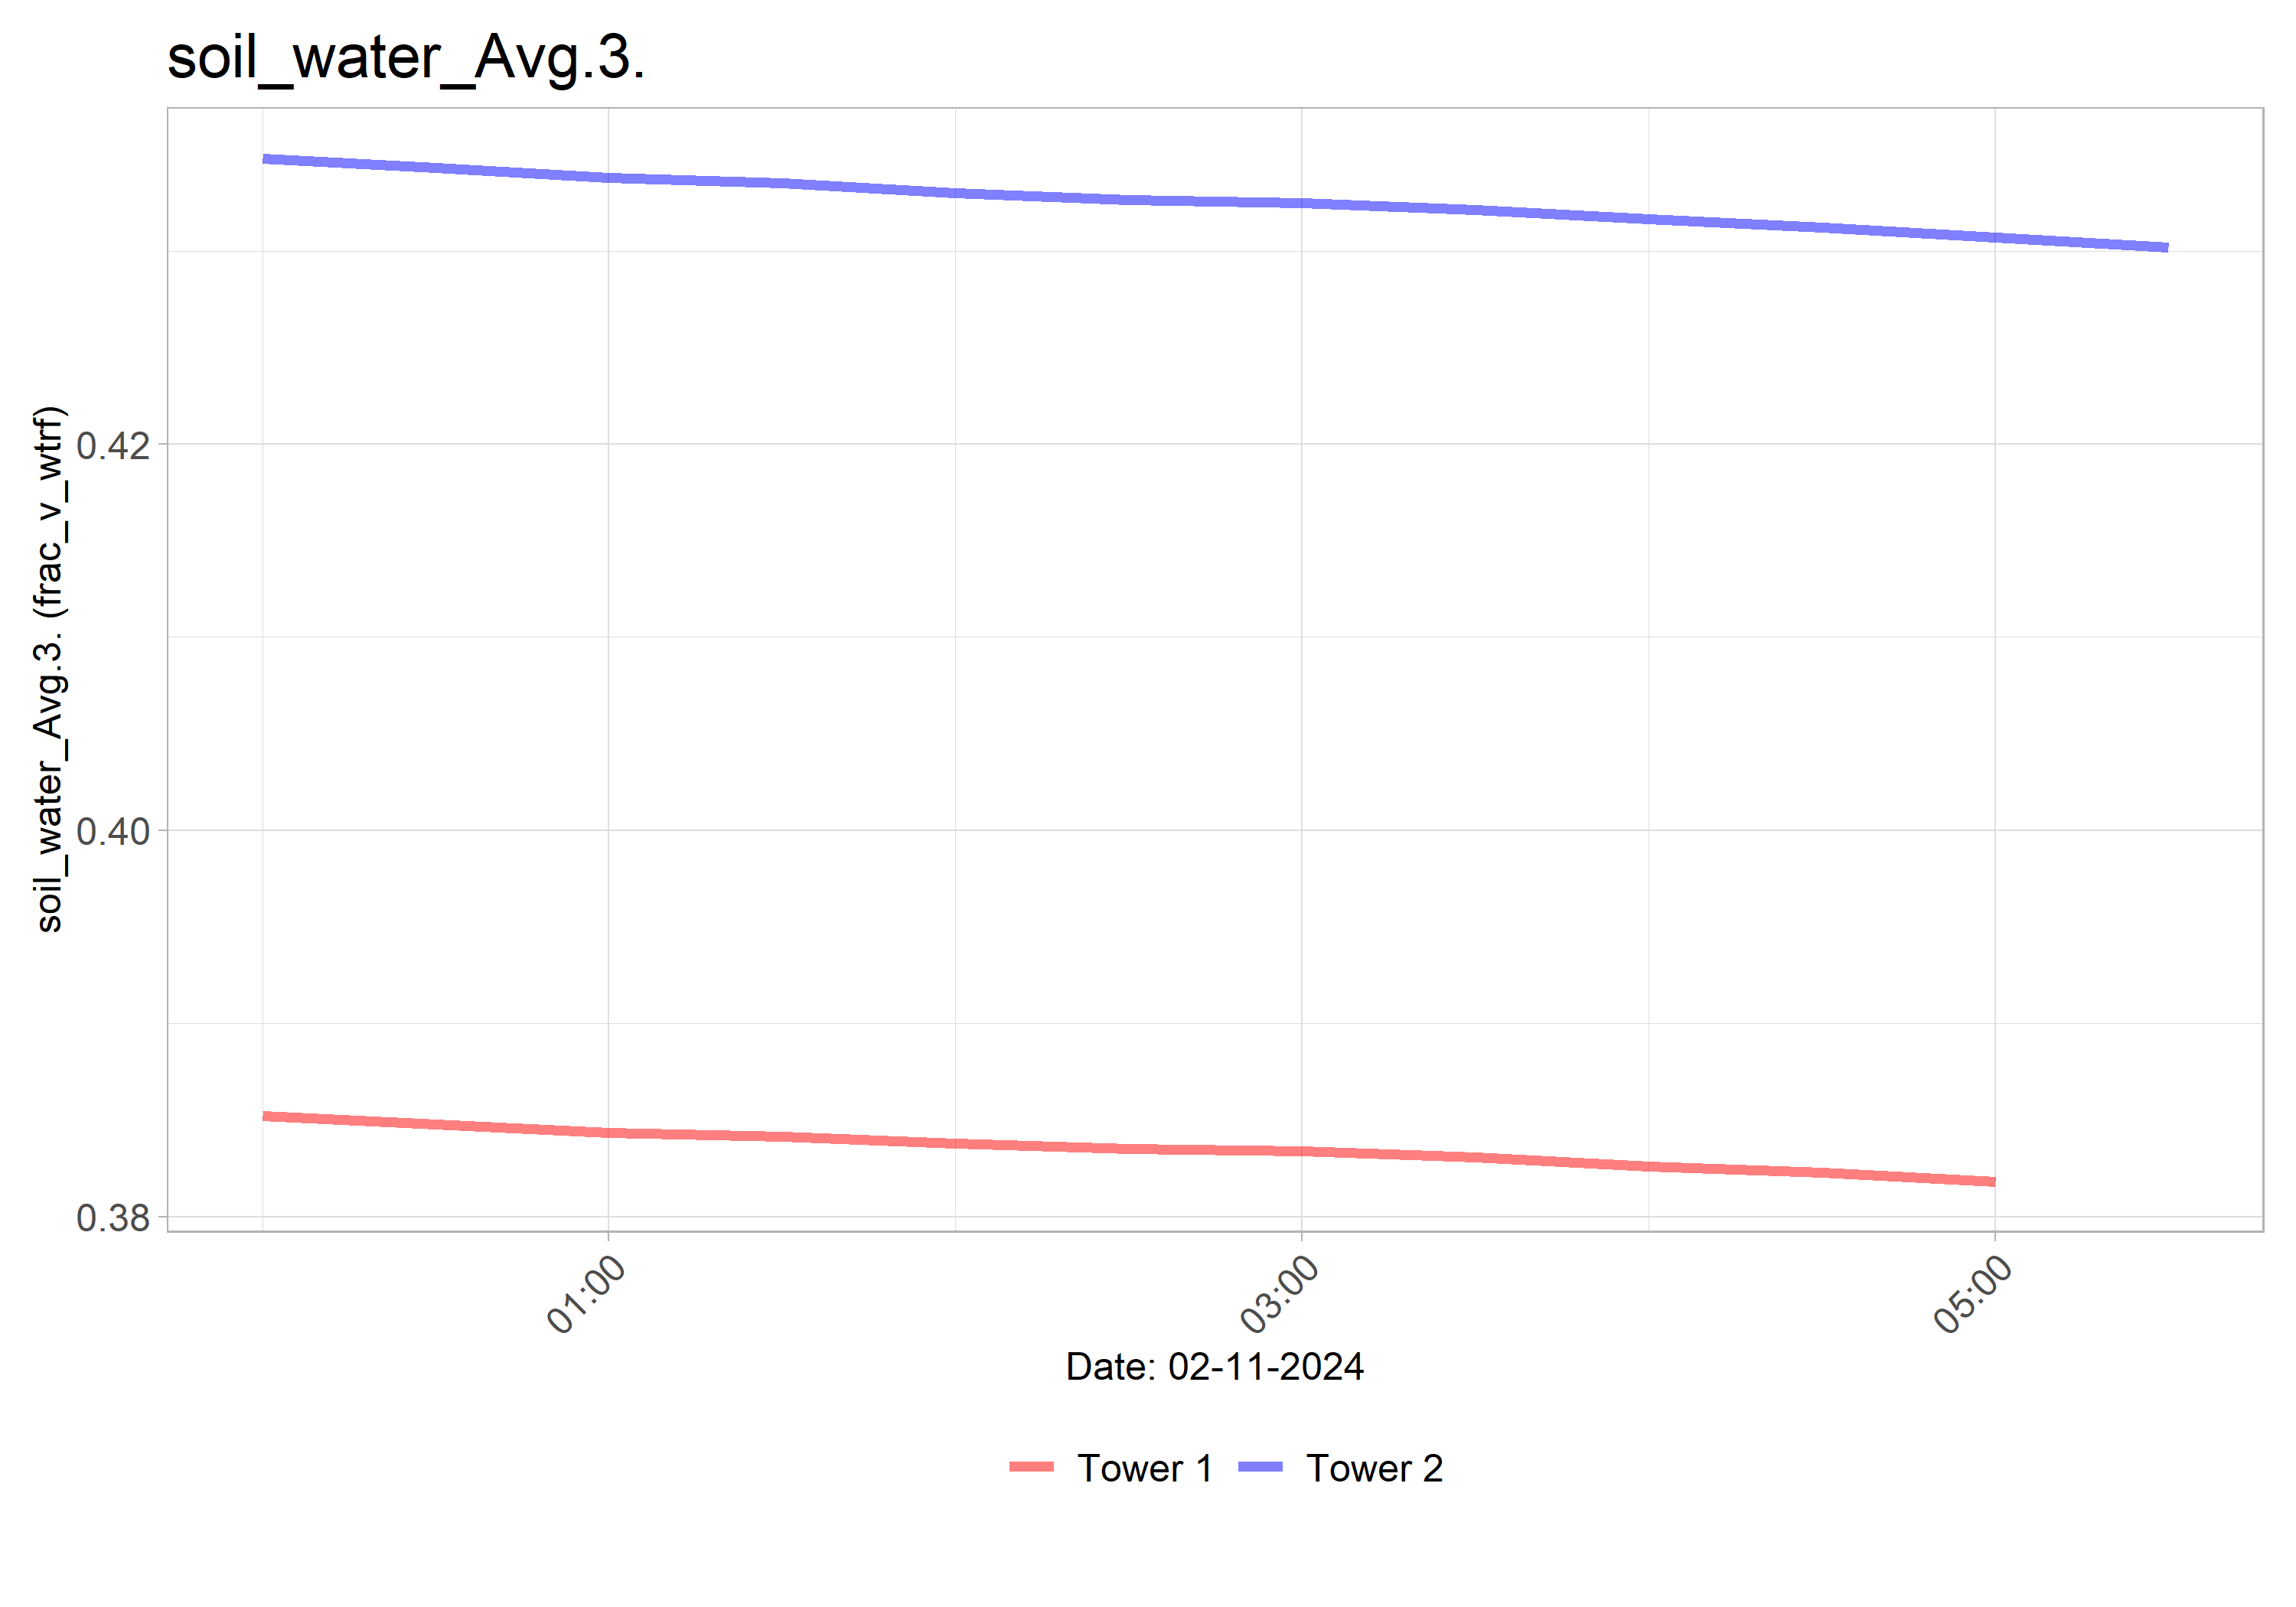 soil_water_Avg.3.
soil_water_Avg.3. (frac_v_wtrf)
0.42
0.40
0.38
01:00
03:00
05:00
Date: 02-11-2024
Tower 1
Tower 2